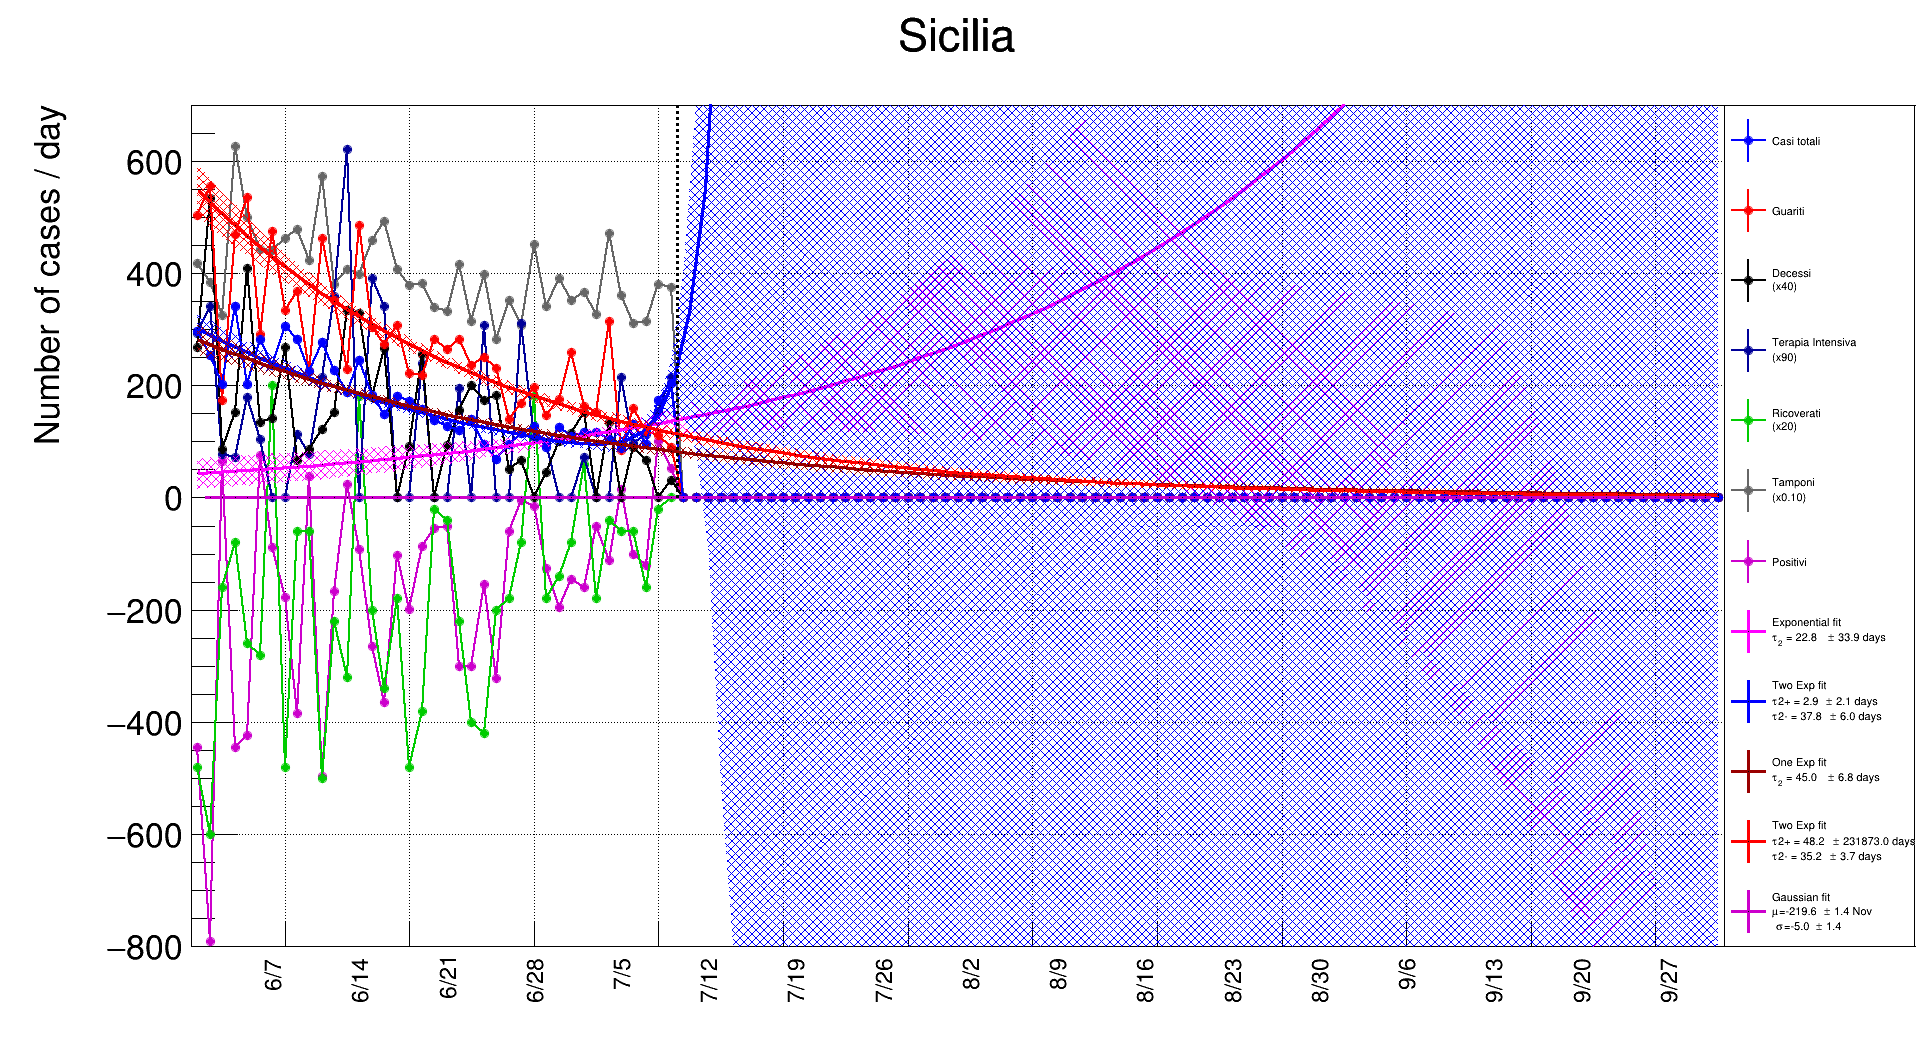 Sicilia
Number of cases / day
600
400
200
0
−200
−400
−600
−800
6/7
6/14
6/21
6/28
7/5
7/12
7/19
7/26
8/2
8/9
8/16
8/23
8/30
9/6
9/13
9/20
9/27
Casi totali
Guariti
Decessi
(x40)
Terapia Intensiva
(x90)
Ricoverati
(x20)
Tamponi
(x0.10)
Positivi
Exponential fit
τ2 = 22.8 ± 33.9 days
Two Exp fit
τ2+ = 2.9 ± 2.1 days
τ2- = 37.8 ± 6.0 days
One Exp fit
τ2 = 45.0 ± 6.8 days
Two Exp fit
τ2+ = 48.2 ± 231873.0 days
τ2- = 35.2 ± 3.7 days
Gaussian fit
μ=-219.6 ± 1.4 Nov
σ=-5.0 ± 1.4